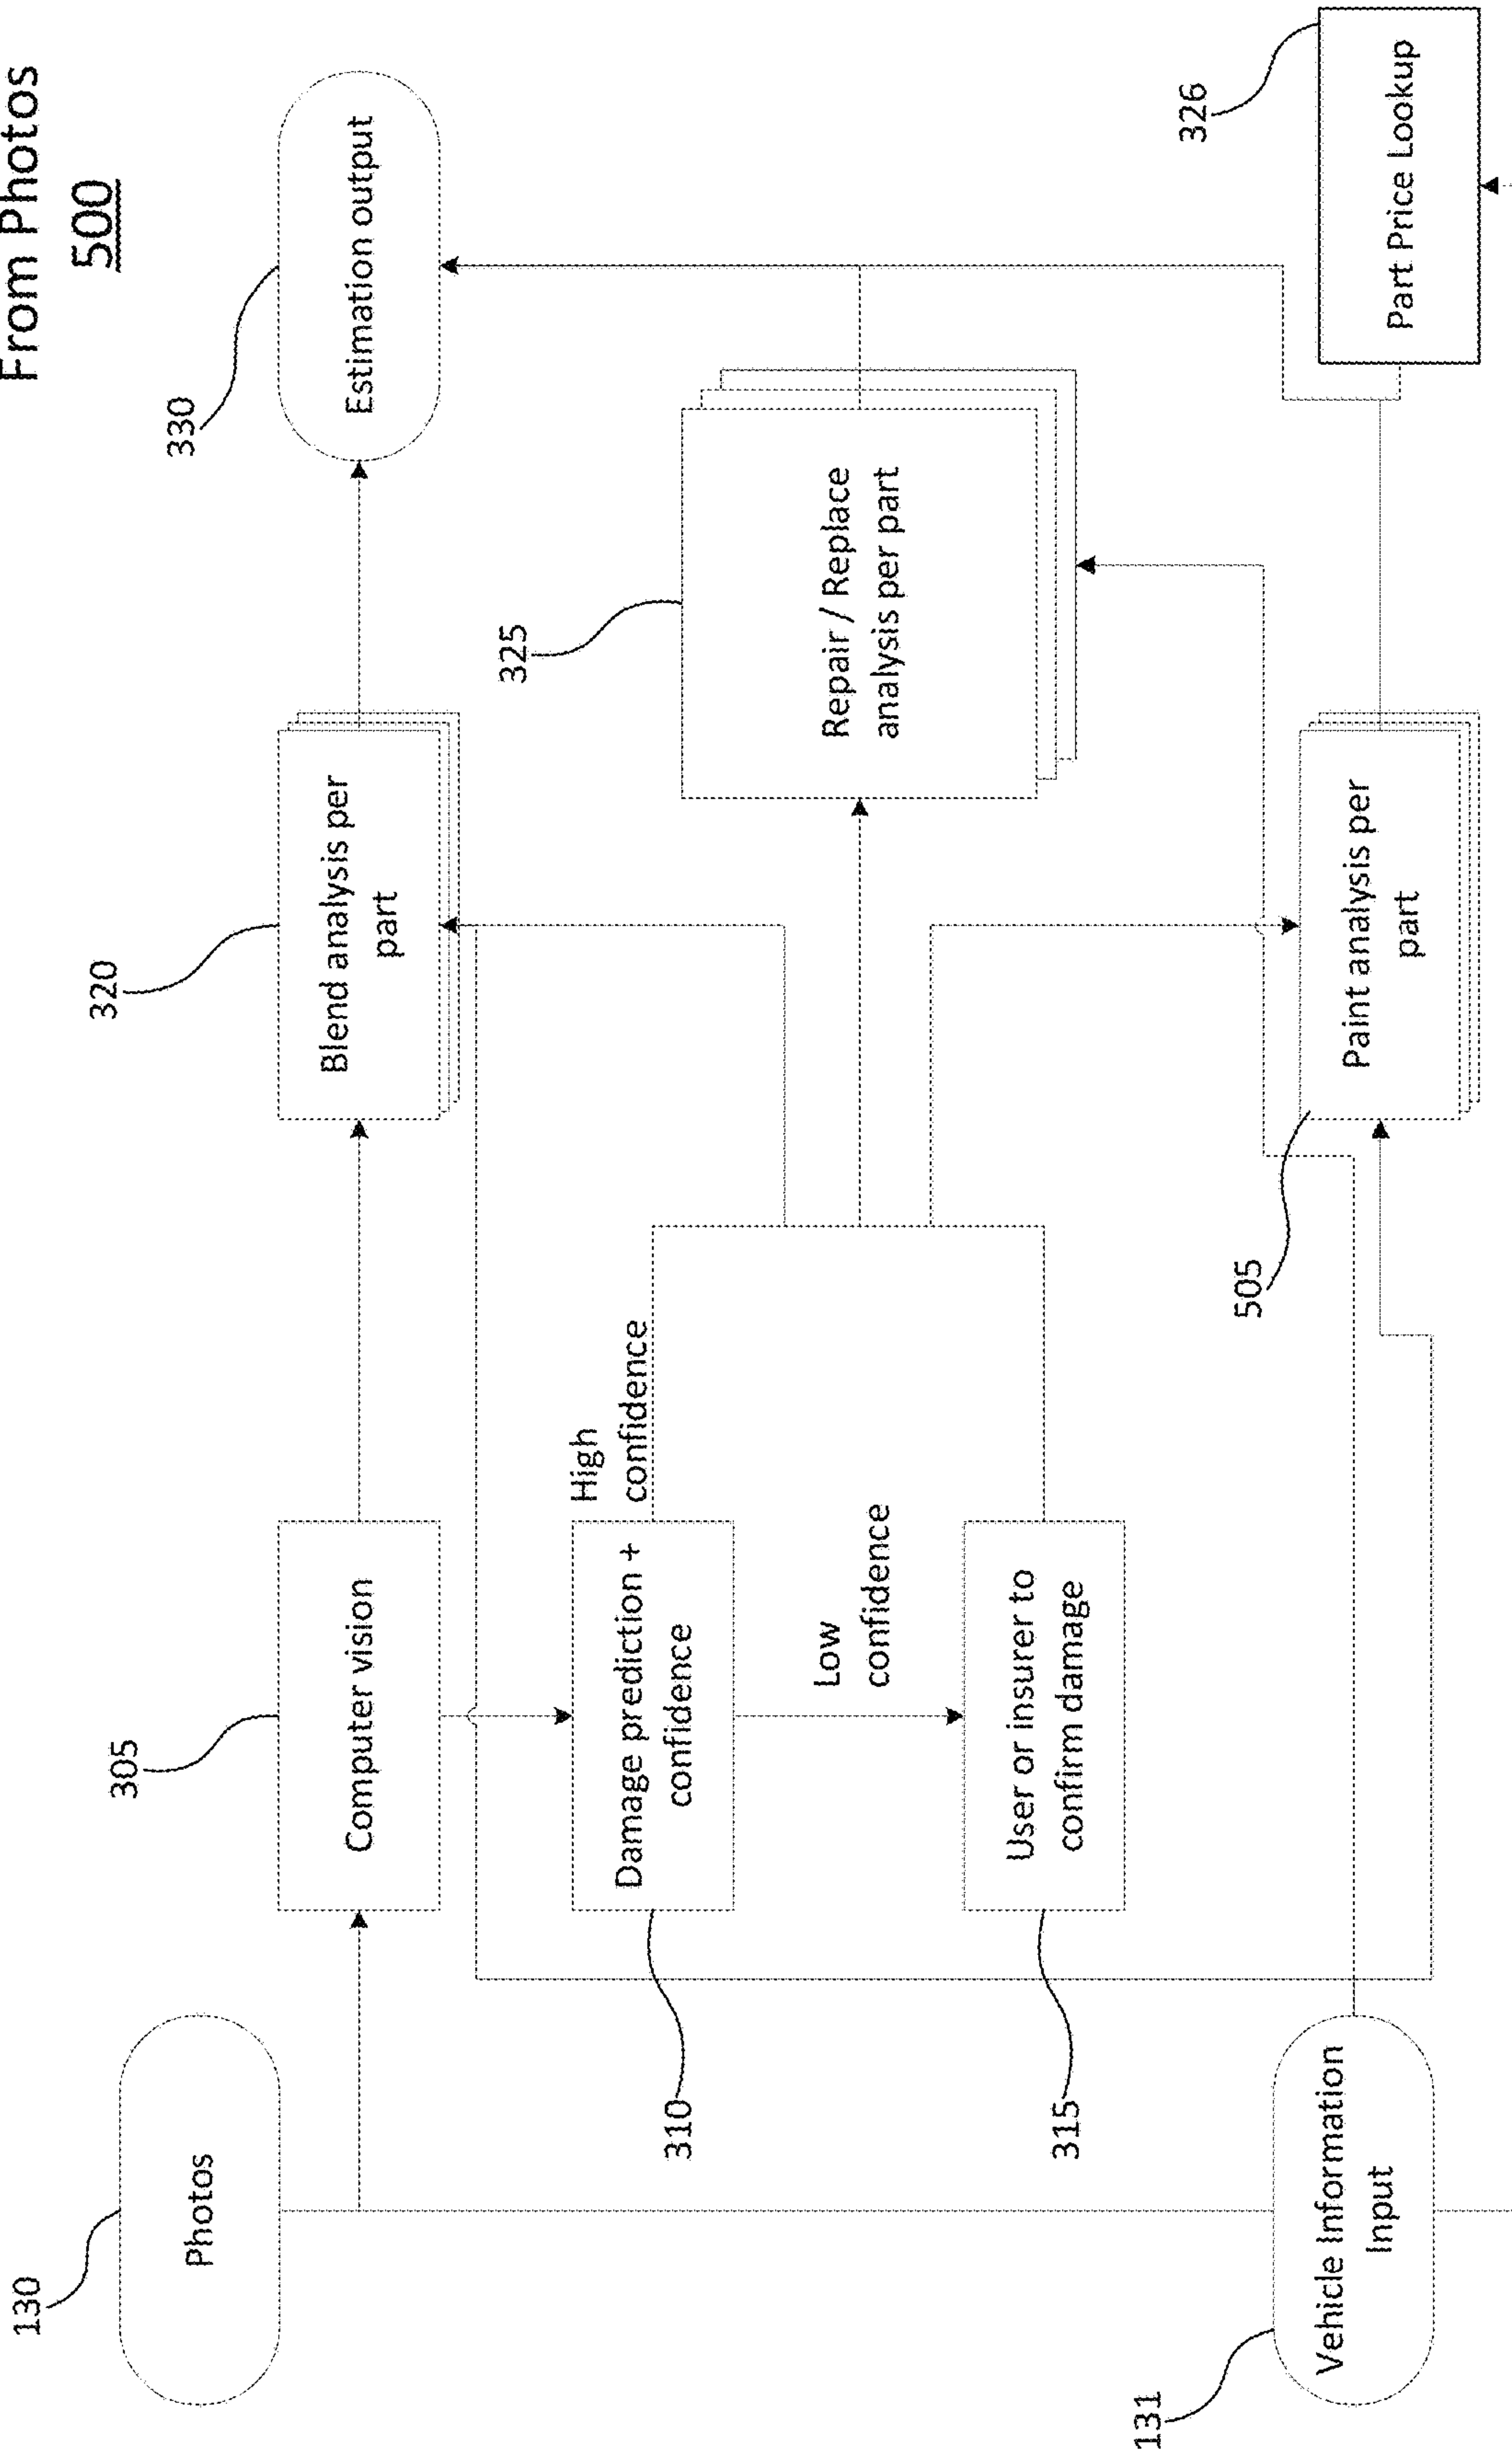 From Photos
500
130
Photos
305
Computer vision
320
Blend analysis per
part
330
Estimation output
310
Damage prediction +
confidence
High
confidence
Low
confidence
315
User or insurer to
confirm damage
325
Repair / Replace
analysis per part
131
Vehicle Information
Input
505
Paint analysis per
part
326
Part Price Lookup